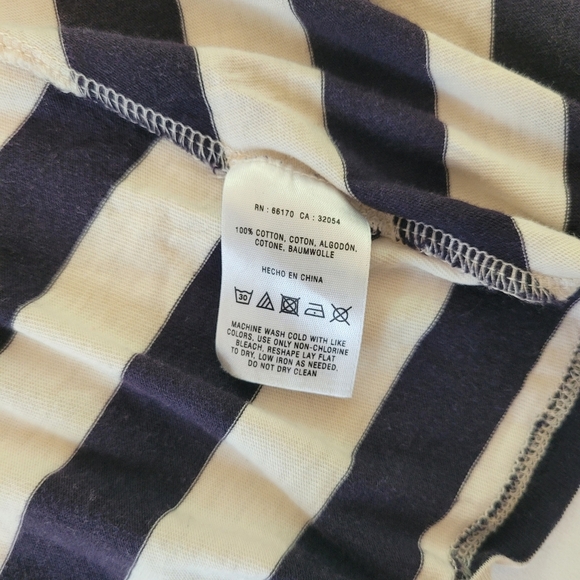 RN : 66170 CA : 32054
100% COTTON, COTON, ALGODÓN,
COTONE, BAUMWOLLE
HECHO EN CHINA
30
MACHINE WASH COLD WITH LIKE
COLORS, USE ONLY NON-CHLORINE
BLEACH, RESHAPE LAY FLAT
TO DRY, LOW IRON AS NEEDED,
DO NOT DRY CLEAN